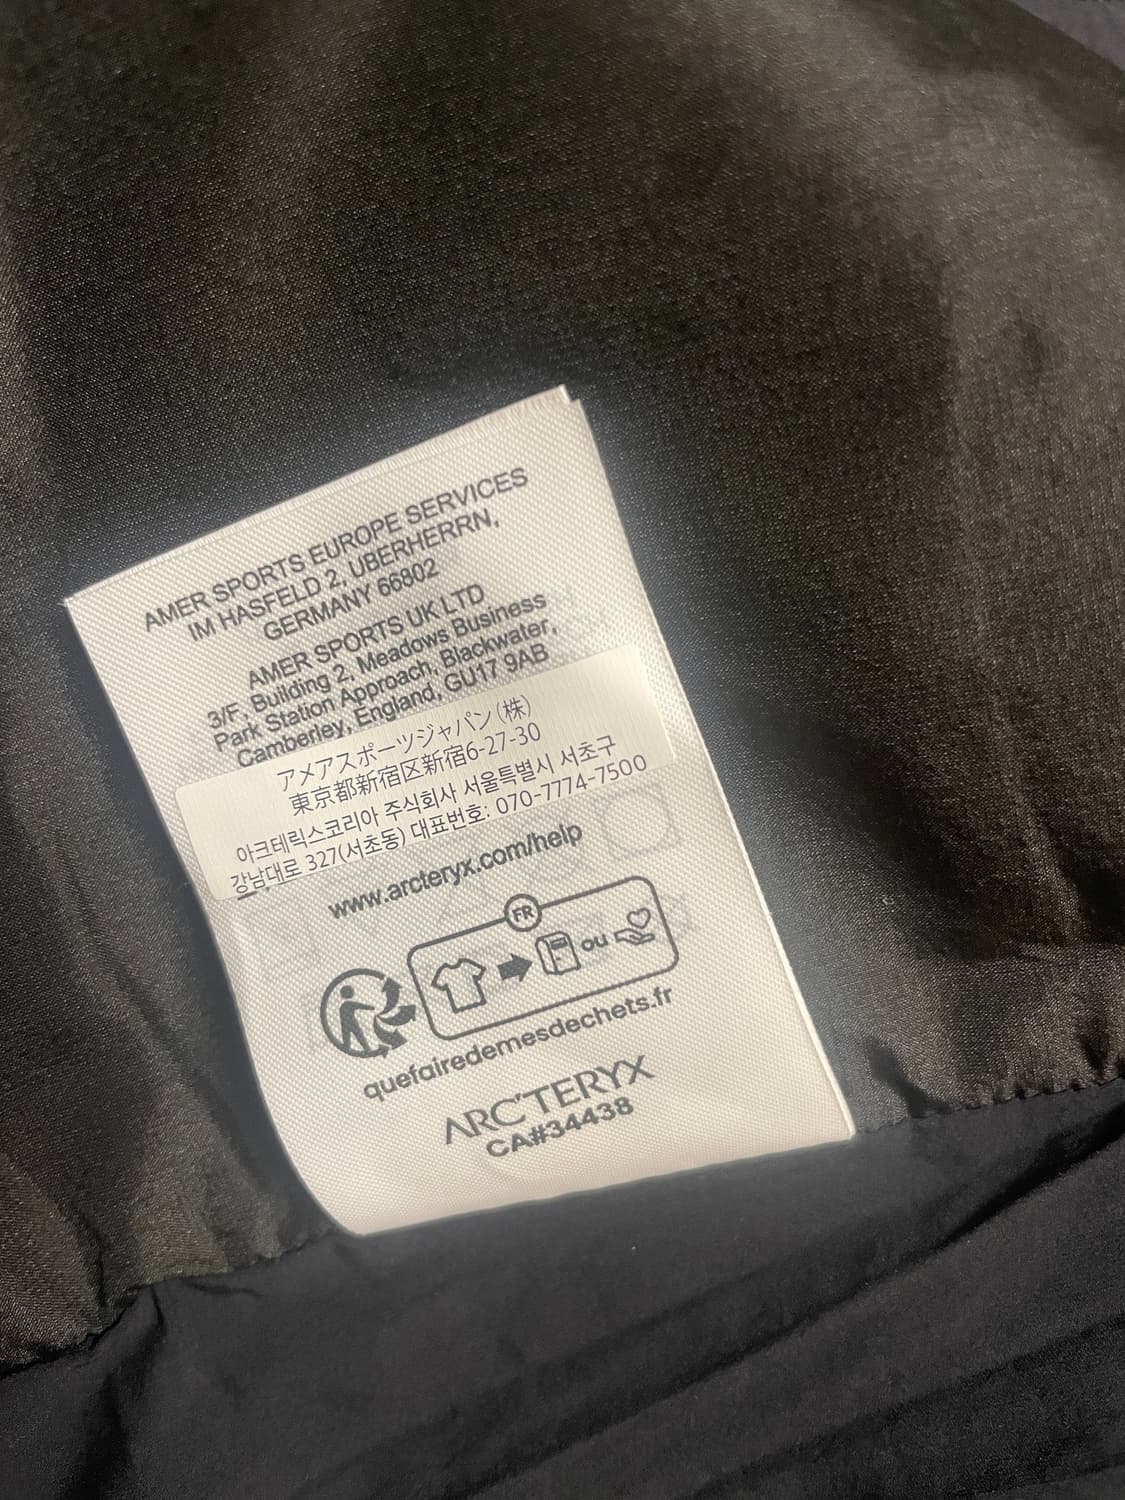 AMER SPORTS EUROPE SERVICES
IM HASFELD 2, UBERHERRN,
GERMANY 66802
AMER SPORTS UK LTD
3/F, Building 2, Meadows Business
Park Station Approach, Blackwater,
Camberley, England, GU17 9AB
アメアスポーツジャパン(株)
東京都新宿区新宿6-27-30
아크테릭스코리아 주식회사 서울특별시 서초구
강남대로 327(서초동) 대표번호: 070-7774-7500
www.arcteryx.com/help
FR
ou
quefairedemesdechets.fr
ARC'TERYX
CA#34438